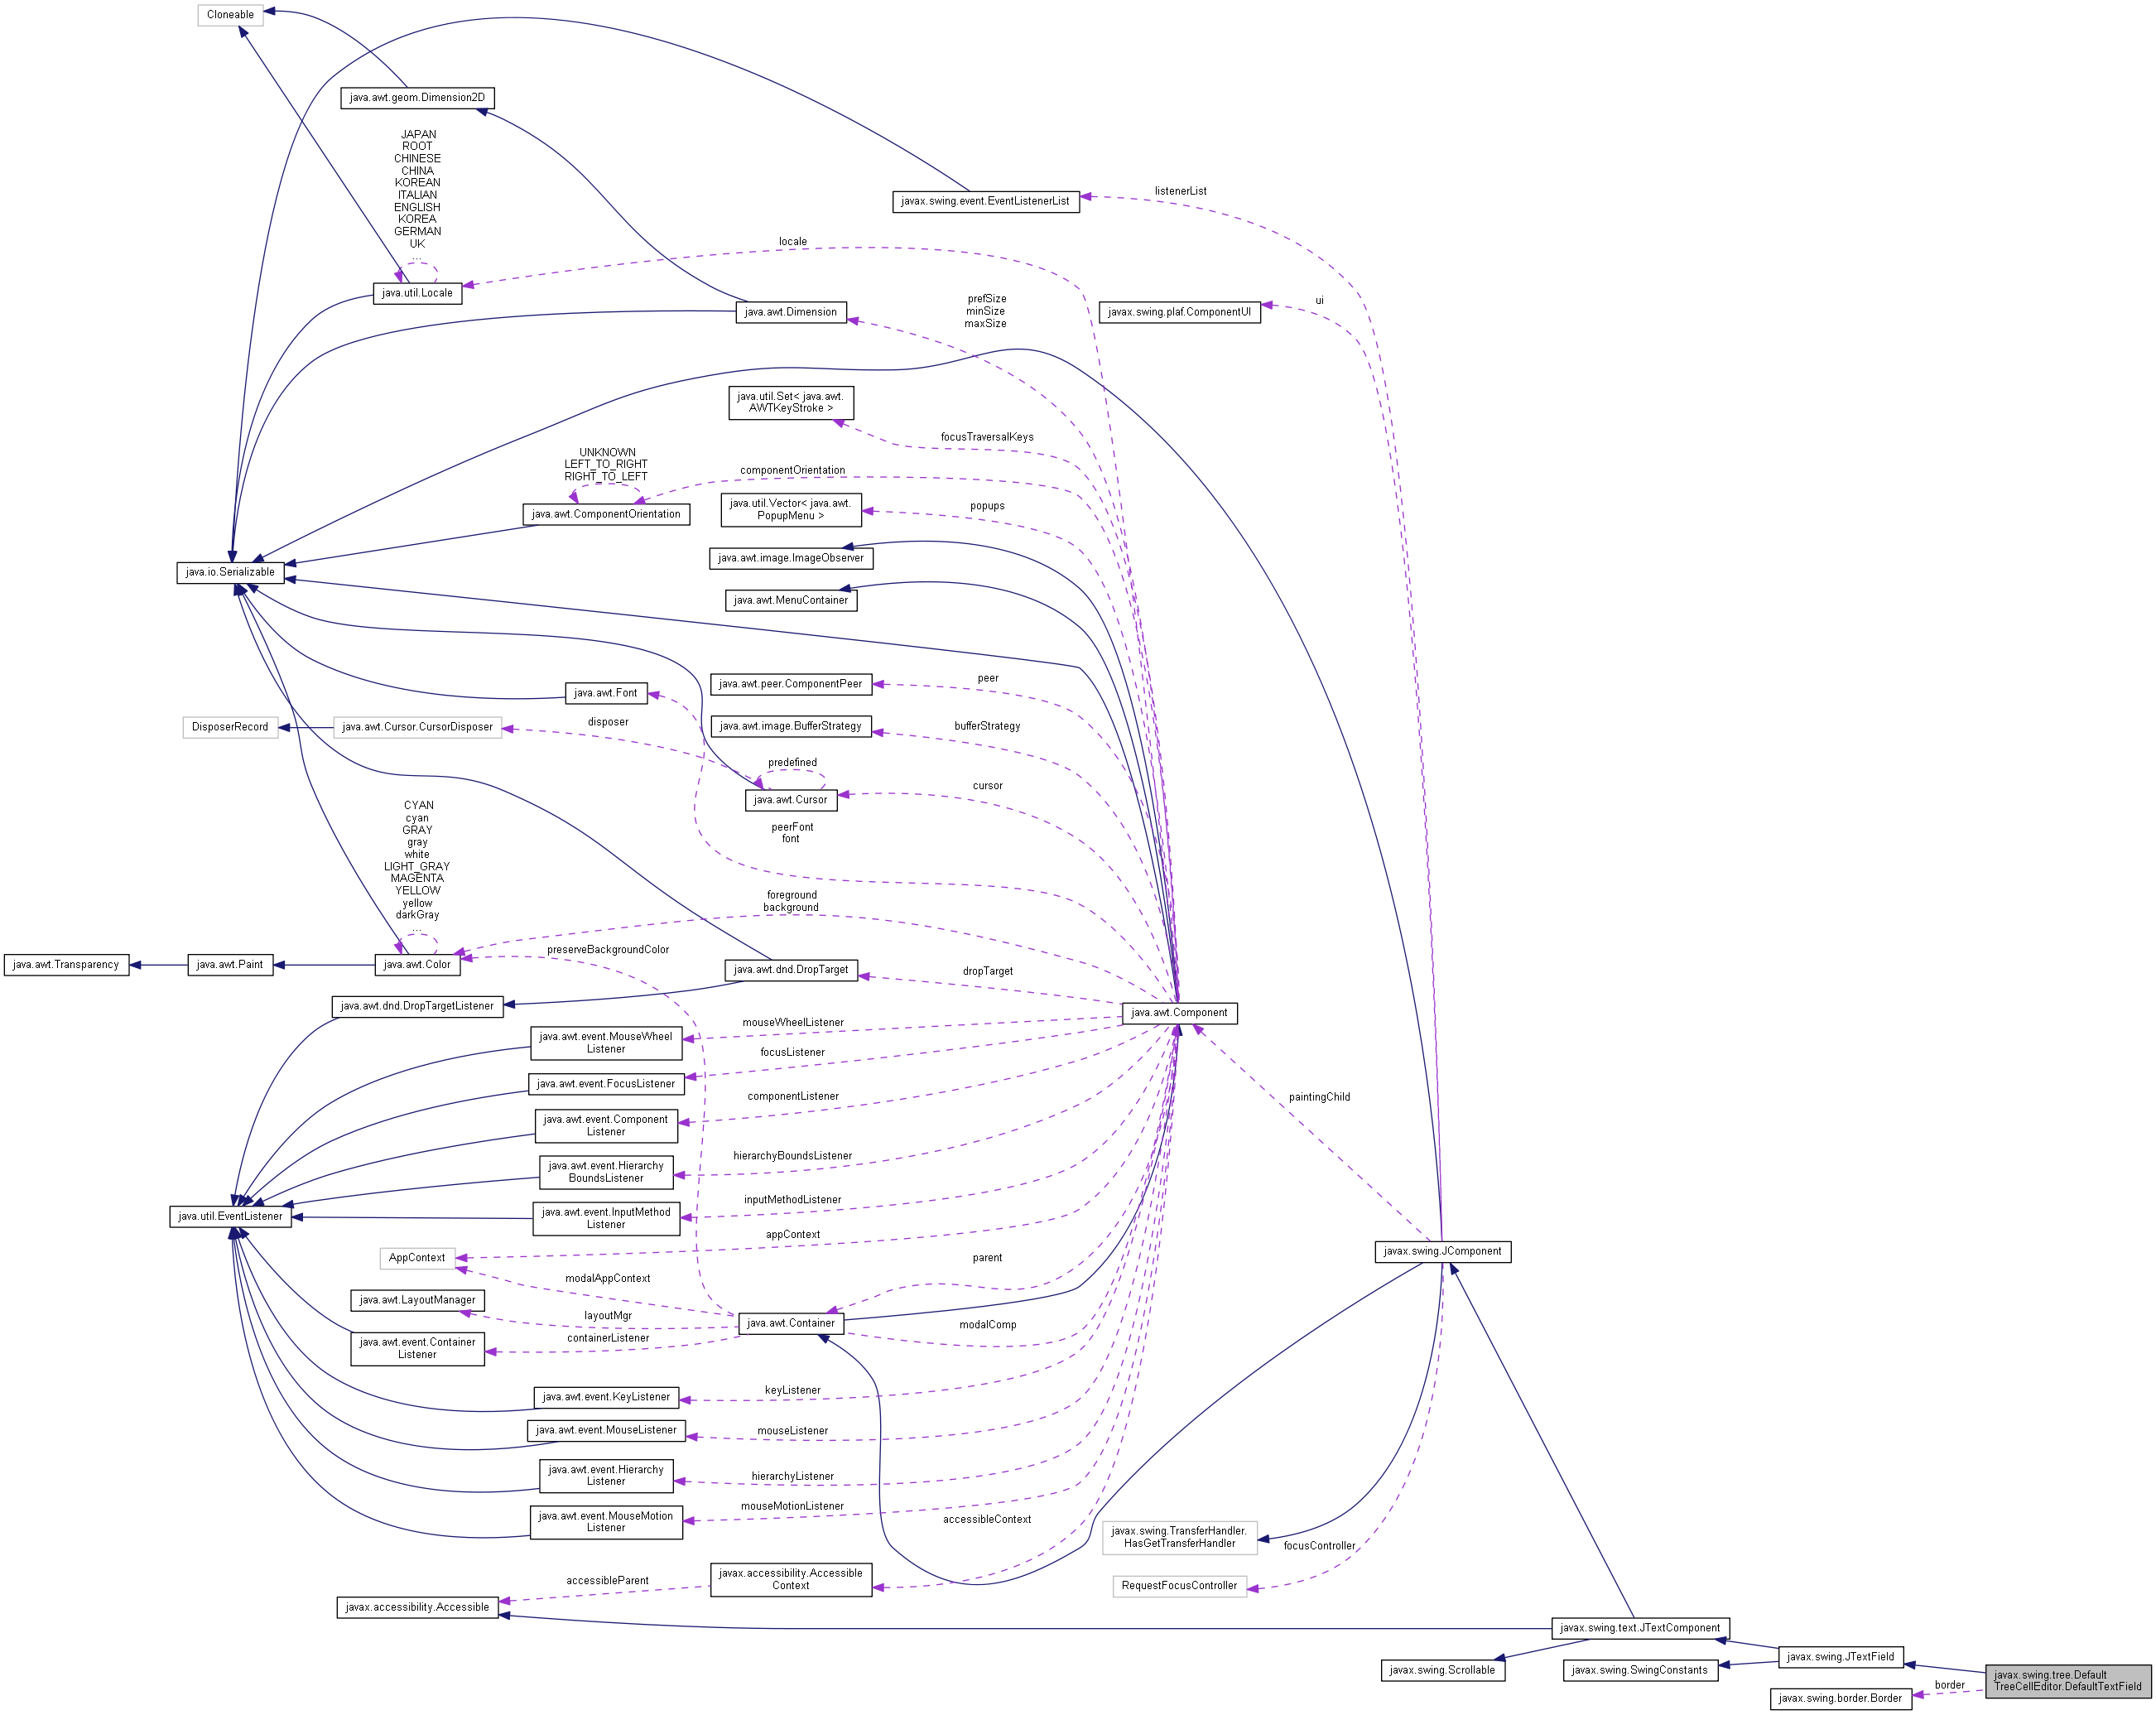 Cloneable
java.awt.geom.Dimension2D
JAPAN
ROOT
CHINESE
CHINA
KOREAN
ITALIAN
ENGLISH
KOREA
GERMAN
UK
...
java.util.Locale
javax.swing.event.EventListenerList
listenerList
locale
java.awt.Dimension
prefSize
minSize
maxSize
javax.swing.plaf.ComponentUI
ui
java.util.Set< java.awt.
AWTKeyStroke >
focusTraversalKeys
UNKNOWN
LEFT_TO_RIGHT
RIGHT_TO_LEFT
java.awt.ComponentOrientation
componentOrientation
java.util.Vector< java.awt.
PopupMenu >
popups
java.awt.image.ImageObserver
java.io.Serializable
java.awt.MenuContainer
java.awt.Font
java.awt.peer.ComponentPeer
peer
DisposerRecord
java.awt.Cursor.CursorDisposer
disposer
java.awt.image.BufferStrategy
bufferStrategy
predefined
java.awt.Cursor
cursor
peerFont
font
CYAN
cyan
GRAY
gray
white
LIGHT_GRAY
MAGENTA
YELLOW
yellow
darkGray
...
foreground
background
java.awt.Transparency
java.awt.Paint
java.awt.Color
preserveBackgroundColor
java.awt.dnd.DropTarget
dropTarget
java.awt.dnd.DropTargetListener
java.awt.Component
java.awt.event.MouseWheel
Listener
mouseWheelListener
java.awt.event.FocusListener
focusListener
java.awt.event.Component
Listener
componentListener
paintingChild
java.awt.event.Hierarchy
BoundsListener
hierarchyBoundsListener
java.util.EventListener
java.awt.event.InputMethod
Listener
inputMethodListener
AppContext
appContext
modalAppContext
parent
javax.swing.JComponent
java.awt.LayoutManager
layoutMgr
java.awt.Container
modalComp
java.awt.event.Container
Listener
containerListener
java.awt.event.KeyListener
keyListener
java.awt.event.MouseListener
mouseListener
java.awt.event.Hierarchy
Listener
hierarchyListener
java.awt.event.MouseMotion
Listener
mouseMotionListener
accessibleContext
javax.swing.TransferHandler.
HasGetTransferHandler
focusController
javax.accessibility.Accessible
Context
accessibleParent
RequestFocusController
javax.accessibility.Accessible
javax.swing.text.JTextComponent
javax.swing.Scrollable
javax.swing.SwingConstants
javax.swing.JTextField
javax.swing.tree.Default
TreeCellEditor.DefaultTextField
border
javax.swing.border.Border